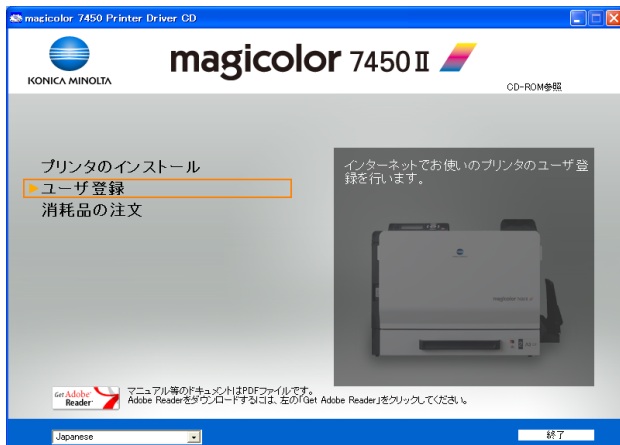 magicolor 7450 Printer Driver CD
KONICA MINOLTA
magicolor 7450 II
CD-ROM参照
プリンタのインストール
ユーザ登録
消耗品の注文
インターネットでお使いのプリンタのユーザ登
録を行います。
Get Adobe
Reader
マニュアル等のドキュメントはPDFファイルです。
Adobe Readerをダウンロードするには、左の「Get Adobe Reader」をクリックしてください。
Japanese
終了